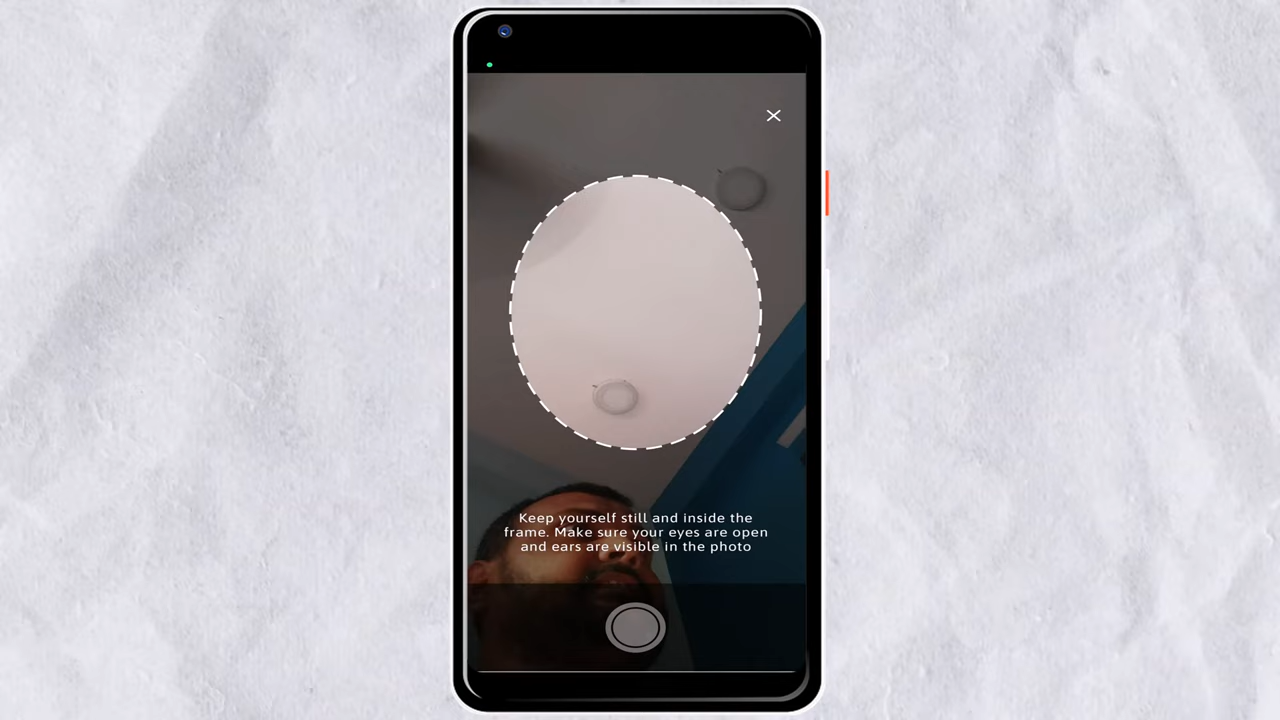 Keep yourself still and inside the
frame. Make sure your eyes are open
and ears are visible in the photo